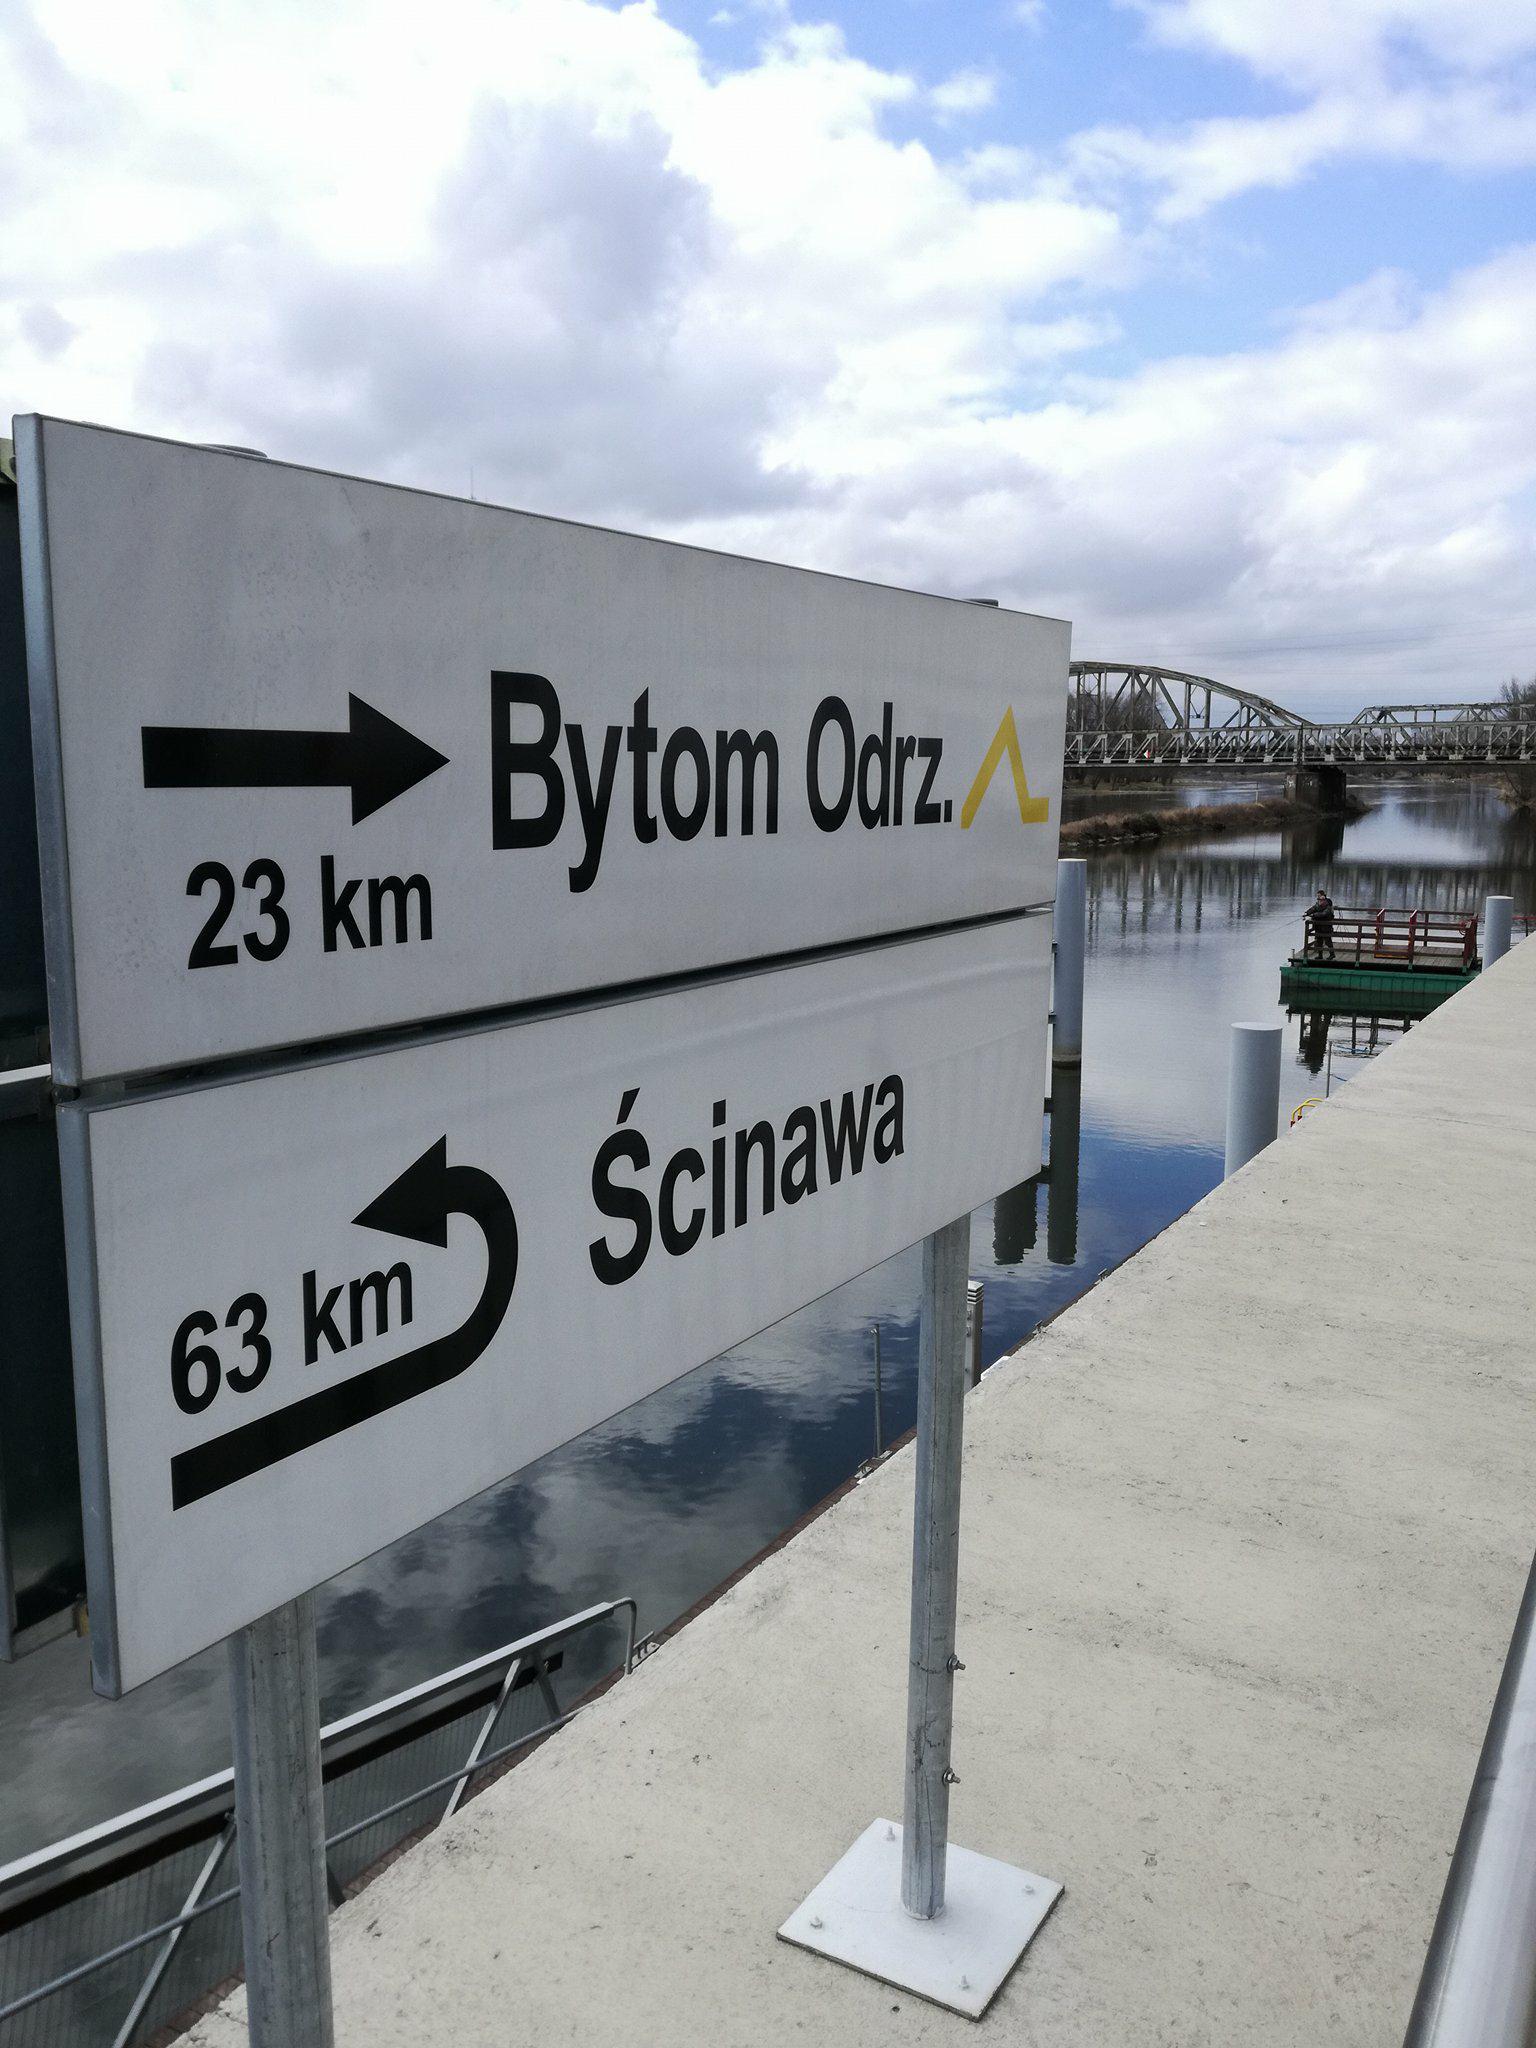 Bytom Odrz.
23 km
Ścinawa
63 km